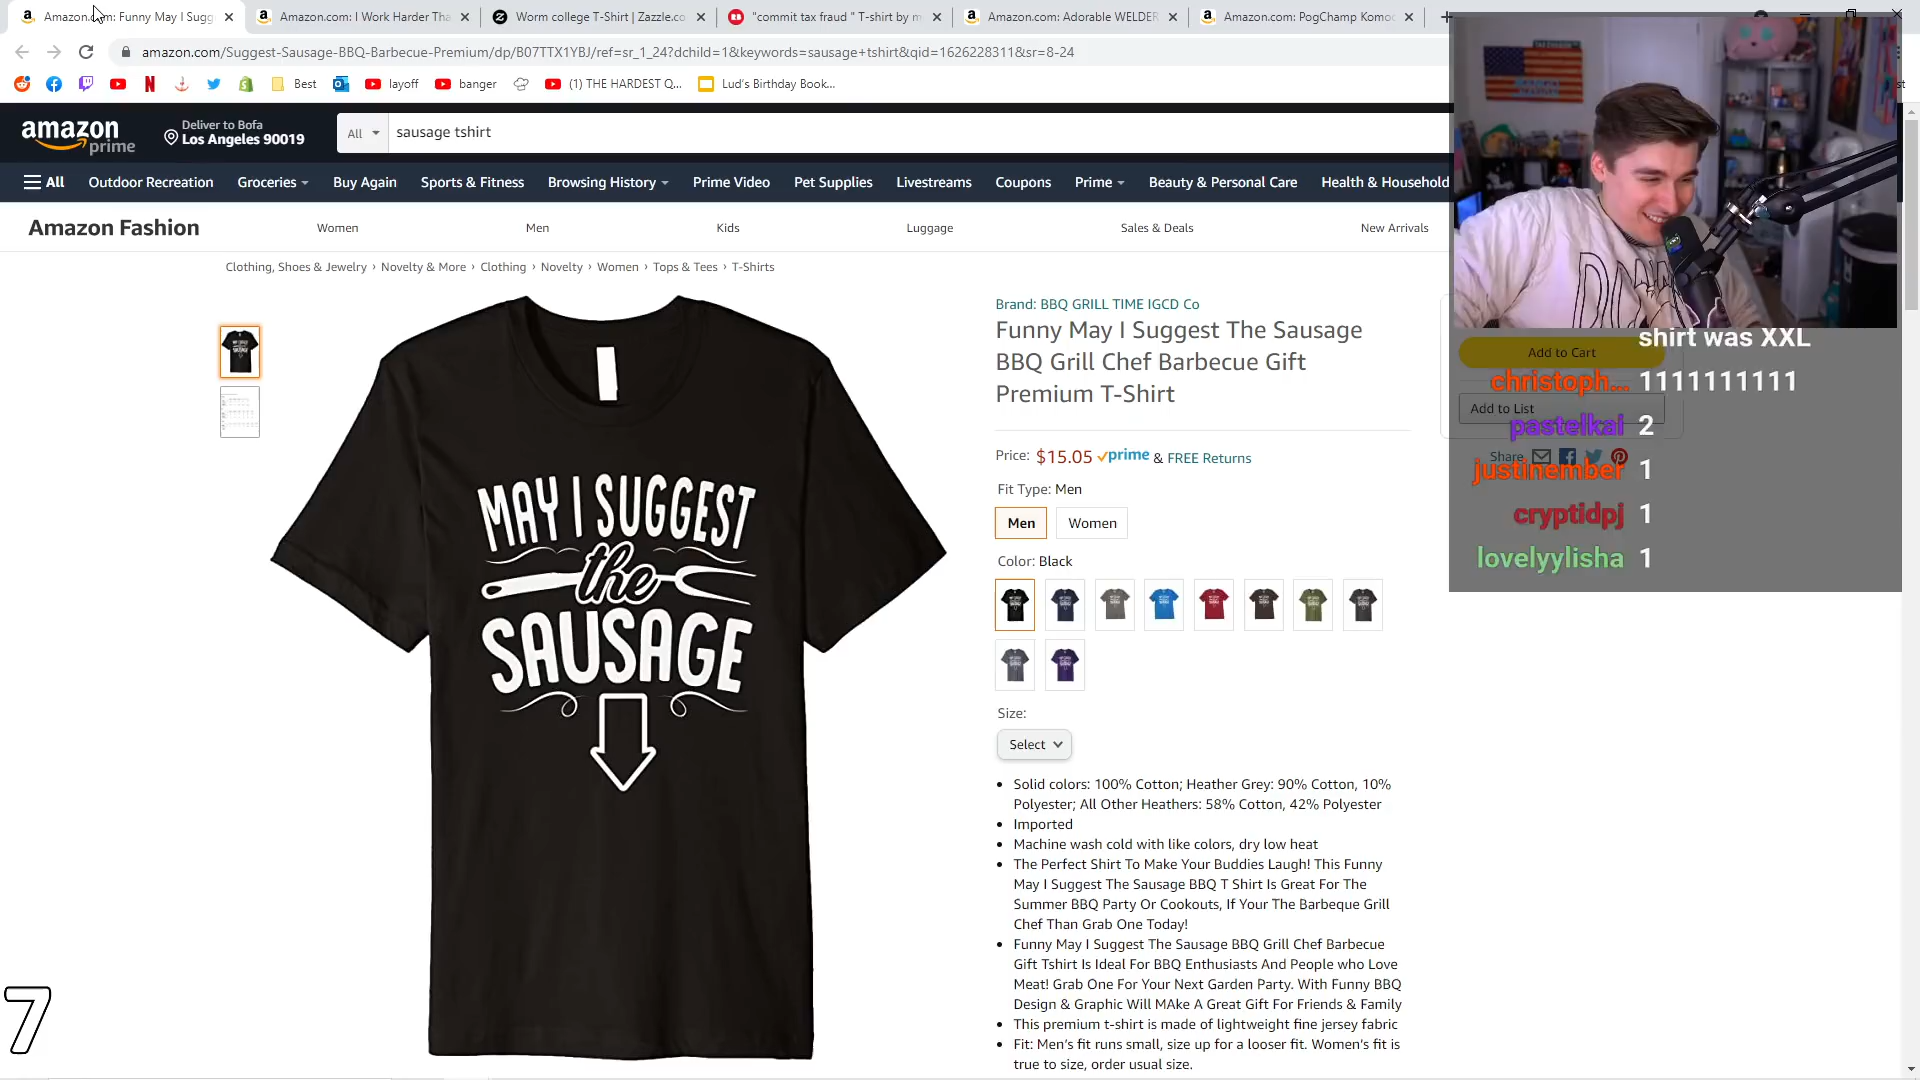 Amazon.com: Funny May I Sugg
Amazon.com: I Work Harder Tha
Worm college T-Shirt | Zazzle.co
"commit tax fraud " T-shirt by m
Amazon.com: Adorable WELDER
Amazon.com: PogChamp Komod
amazon.com/Suggest-Sausage-BBQ-Barbecue-Premium/dp/B07TTX1YBJ/ref=sr_1_24?dchild=1&keywords=sausage+tshirt&qid=1626228311&sr=8-24
Best
layoff
banger
(1) THE HARDEST Q...
Lud's Birthday Book...
amazon prime
Deliver to Bofa
Los Angeles 90019
All
sausage tshirt
All
Outdoor Recreation
Groceries
Buy Again
Sports & Fitness
Browsing History
Prime Video
Pet Supplies
Livestreams
Coupons
Prime
Beauty & Personal Care
Health & Household
Amazon Fashion
Women
Men
Kids
Luggage
Sales & Deals
New Arrivals
Clothing, Shoes & Jewelry › Novelty & More › Clothing › Novelty › Women › Tops & Tees › T-Shirts
MAY I SUGGEST
the
SAUSAGE
Brand: BBQ GRILL TIME IGCD Co
Funny May I Suggest The Sausage
BBQ Grill Chef Barbecue Gift
Premium T-Shirt
Price: $15.05 prime & FREE Returns
Fit Type: Men
Men
Women
Color: Black
Size:
Select
• Solid colors: 100% Cotton; Heather Grey: 90% Cotton, 10%
Polyester; All Other Heathers: 58% Cotton, 42% Polyester
• Imported
• Machine wash cold with like colors, dry low heat
• The Perfect Shirt To Make Your Buddies Laugh! This Funny
May I Suggest The Sausage BBQ T Shirt Is Great For The
Summer BBQ Party Or Cookouts, If Your The Barbeque Grill
Chef Than Grab One Today!
• Funny May I Suggest The Sausage BBQ Grill Chef Barbecue
Gift Tshirt Is Ideal For BBQ Enthusiasts And People who Love
Meat! Grab One For Your Next Garden Party. With Funny BBQ
Design & Graphic Will MAke A Great Gift For Friends & Family
• This premium t-shirt is made of lightweight fine jersey fabric
• Fit: Men's fit runs small, size up for a looser fit. Women's fit is
true to size, order usual size.
shirt was XXL
Add to Cart
christoph... 1111111111
Add to List
pastelkai 2
Share
justinember 1
cryptidpj 1
lovelyylisha 1
7